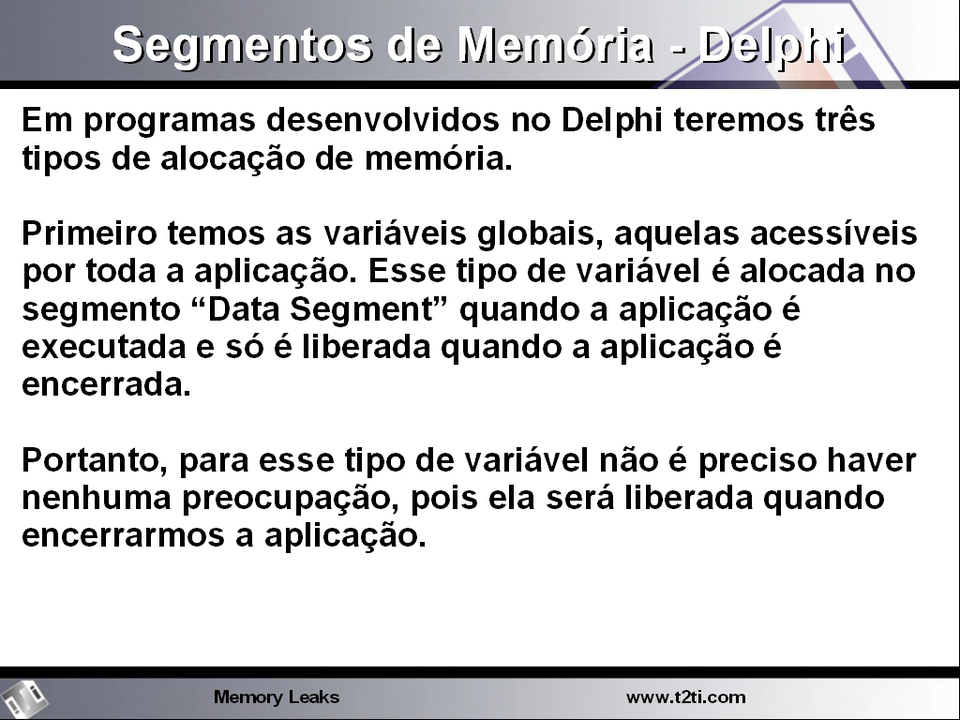 Segmentos de Memória - Delphi
Em programas desenvolvidos no Delphi teremos três
tipos de alocação de memória.
Primeiro temos as variáveis globais, aquelas acessíveis
por toda a aplicação. Esse tipo de variável é alocada no
segmento “Data Segment” quando a aplicação é
executada e só é liberada quando a aplicação é
encerrada.
Portanto, para esse tipo de variável não é preciso haver
nenhuma preocupação, pois ela será liberada quando
encerrarmos a aplicação.
Memory Leaks
www.t2ti.com